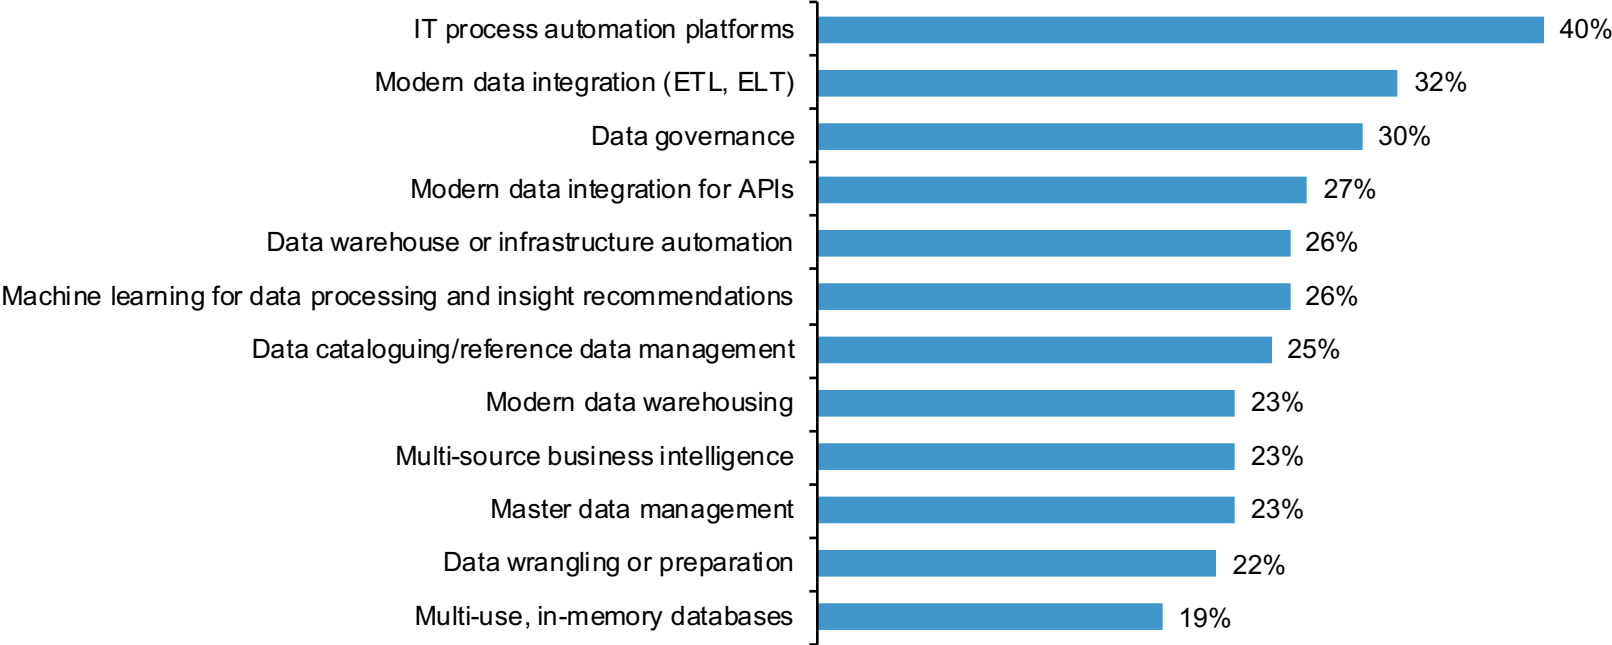 IT process automation platforms 40%
Modern data integration (ETL, ELT) 32%
Data governance 30%
Modern data integration for APIs 27%
Data warehouse or infrastructure automation 26%
Machine learning for data processing and insight recommendations 26%
Data cataloguing/reference data management 25%
Modern data warehousing 23%
Multi-source business intelligence 23%
Master data management 23%
Data wrangling or preparation 22%
Multi-use, in-memory databases 19%